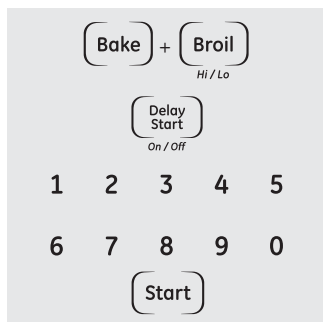 Bake + Broil
Hi / Lo
Delay
Start
On / Off
1 2 3 4 5
6 7 8 9 0
Start